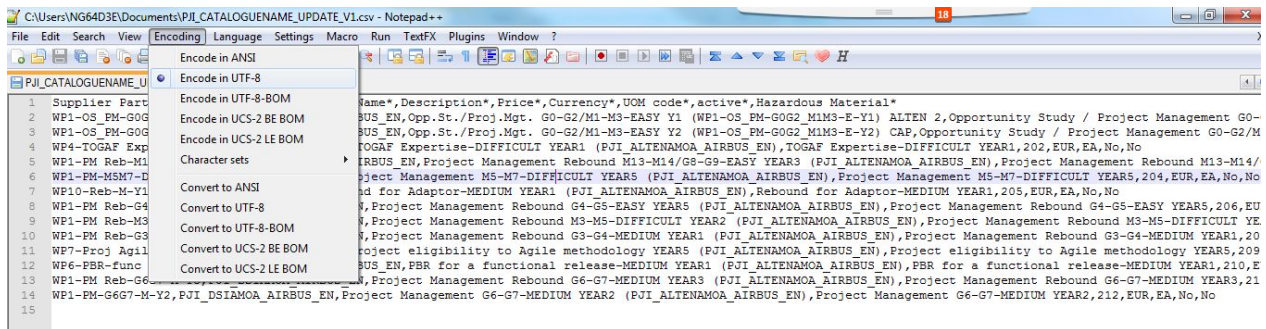 C:\Users\NG64D3E\Documents\PJI_CATALOGUENAME_UPDATE_V1.csv - Notepad++
18
File Edit Search View Encoding Language Settings Macro Run TextFX Plugins Window ?
Encode in ANSI
Encode in UTF-8
Encode in UTF-8-BOM
Encode in UCS-2 BE BOM
Encode in UCS-2 LE BOM
Character sets
Convert to ANSI
Convert to UTF-8
Convert to UTF-8-BOM
Convert to UCS-2 BE BOM
Convert to UCS-2 LE BOM
PJI_CATALOGUENAME_U
1 Supplier Part Name*,Description*,Price*,Currency*,UOM code*,active*,Hazardous Material*
2 WP1-OS_PM-G0G BUS_EN,Opp.St./Proj.Mgt. G0-G2/M1-M3-EASY Y1 (WP1-OS_PM-G0G2_M1M3-E-Y1) ALTEN 2,Opportunity Study / Project Management G0-
3 WP1-OS_PM-G0G BUS_EN,Opp.St./Proj.Mgt. G0-G2/M1-M3-EASY Y2 (WP1-OS_PM-G0G2_M1M3-E-Y2) CAP,Opportunity Study / Project Management G0-G2/M
4 WP4-TOGAF Exp TOGAF Expertise-DIFFICULT YEAR1 (PJI_ALTENAMOA_AIRBUS_EN),TOGAF Expertise-DIFFICULT YEAR1,202,EUR,EA,No,No
5 WP1-PM Reb-M1 RBUS_EN,Project Management Rebound M13-M14/G8-G9-EASY YEAR3 (PJI_ALTENAMOA_AIRBUS_EN),Project Management Rebound M13-M14/
6 WP1-PM-M5M7-D ject Management M5-M7-DIFFICULT YEAR5 (PJI_ALTENAMOA_AIRBUS_EN),Project Management M5-M7-DIFFICULT YEAR5,204,EUR,EA,No,No
7 WP10-Reb-M-Y1 nd for Adaptor-MEDIUM YEAR1 (PJI_ALTENAMOA_AIRBUS_EN),Rebound for Adaptor-MEDIUM YEAR1,205,EUR,EA,No,No
8 WP1-PM Reb-G4 N,Project Management Rebound G4-G5-EASY YEAR5 (PJI_ALTENAMOA_AIRBUS_EN),Project Management Rebound G4-G5-EASY YEAR5,206,EU
9 WP1-PM Reb-M3 N,Project Management Rebound M3-M5-DIFFICULT YEAR2 (PJI_ALTENAMOA_AIRBUS_EN),Project Management Rebound M3-M5-DIFFICULT YE
10 WP1-PM Reb-G3 N,Project Management Rebound G3-G4-MEDIUM YEAR1 (PJI_ALTENAMOA_AIRBUS_EN),Project Management Rebound G3-G4-MEDIUM YEAR1,20
11 WP7-Proj Agil Project eligibility to Agile methodology YEAR5 (PJI_ALTENAMOA_AIRBUS_EN),Project eligibility to Agile methodology YEAR5,209
12 WP6-PBR-func BUS_EN,PBR for a functional release-MEDIUM YEAR1 (PJI_ALTENAMOA_AIRBUS_EN),PBR for a functional release-MEDIUM YEAR1,210,E
13 WP1-PM Reb-G6 Project Management Rebound G6-G7-MEDIUM YEAR3 (PJI_ALTENAMOA_AIRBUS_EN),Project Management Rebound G6-G7-MEDIUM YEAR3,21
14 WP1-PM-G6G7-M-Y2,PJI_DSIAMOA_AIRBUS_EN,Project Management G6-G7-MEDIUM YEAR2 (PJI_ALTENAMOA_AIRBUS_EN),Project Management G6-G7-MEDIUM YEAR2,212,EUR,EA,No,No
15